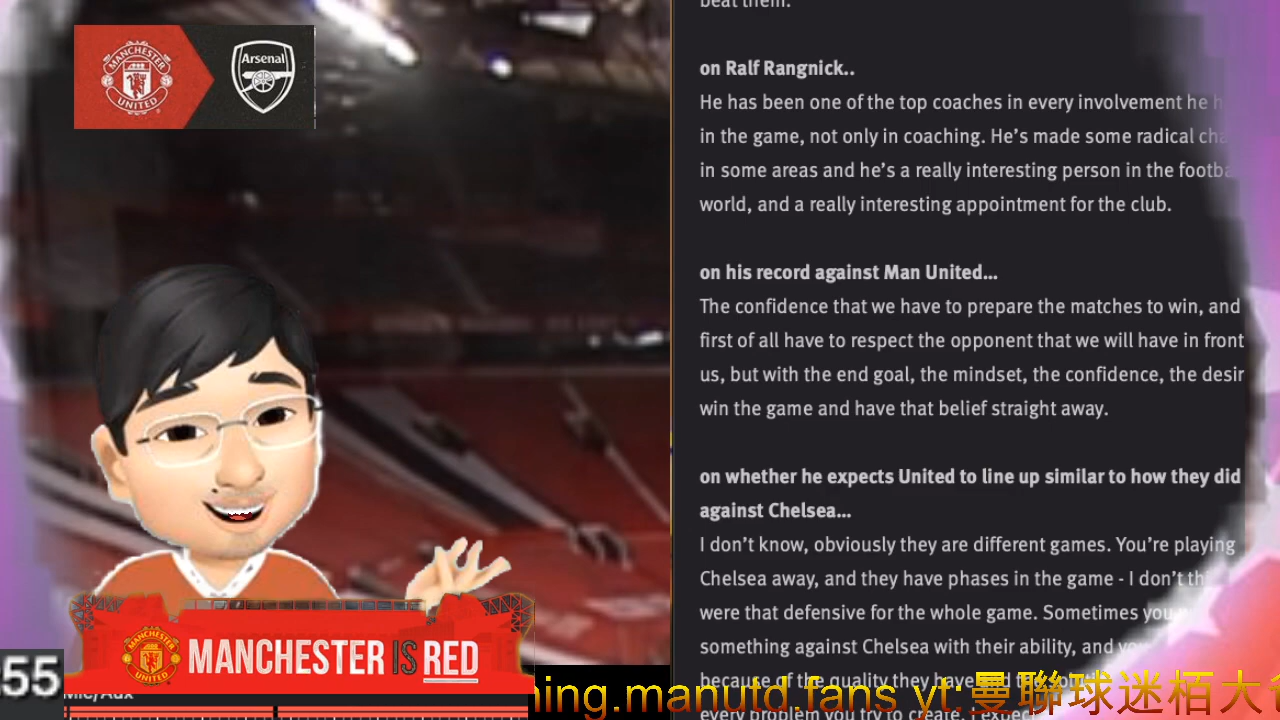 MANCHESTER
UNITED
Arsenal
beat them.
on Ralf Rangnick..
He has been one of the top coaches in every involvement he
in the game, not only in coaching. He's made some radical
in some areas and he's a really interesting person in the
world, and a really interesting appointment for the club.
on his record against Man United...
The confidence that we have to prepare the matches to win, and
first of all have to respect the opponent that we will have in front
us, but with the end goal, the mindset, the confidence, the
win the game and have that belief straight away.
on whether he expects United to line up similar to how they did
against Chelsea...
I don't know, obviously they are different games. You're playing
Chelsea away, and they have phases in the game - I don't
were that defensive for the whole game. Sometimes you
something against Chelsea with their ability, and
because of the quality they have
every problem you try to create. I expect
MANCHESTER
UNITED
MANCHESTER IS RED
:55
Mic/Aux
ning.manutd.fans yt:曼聯球迷栢大